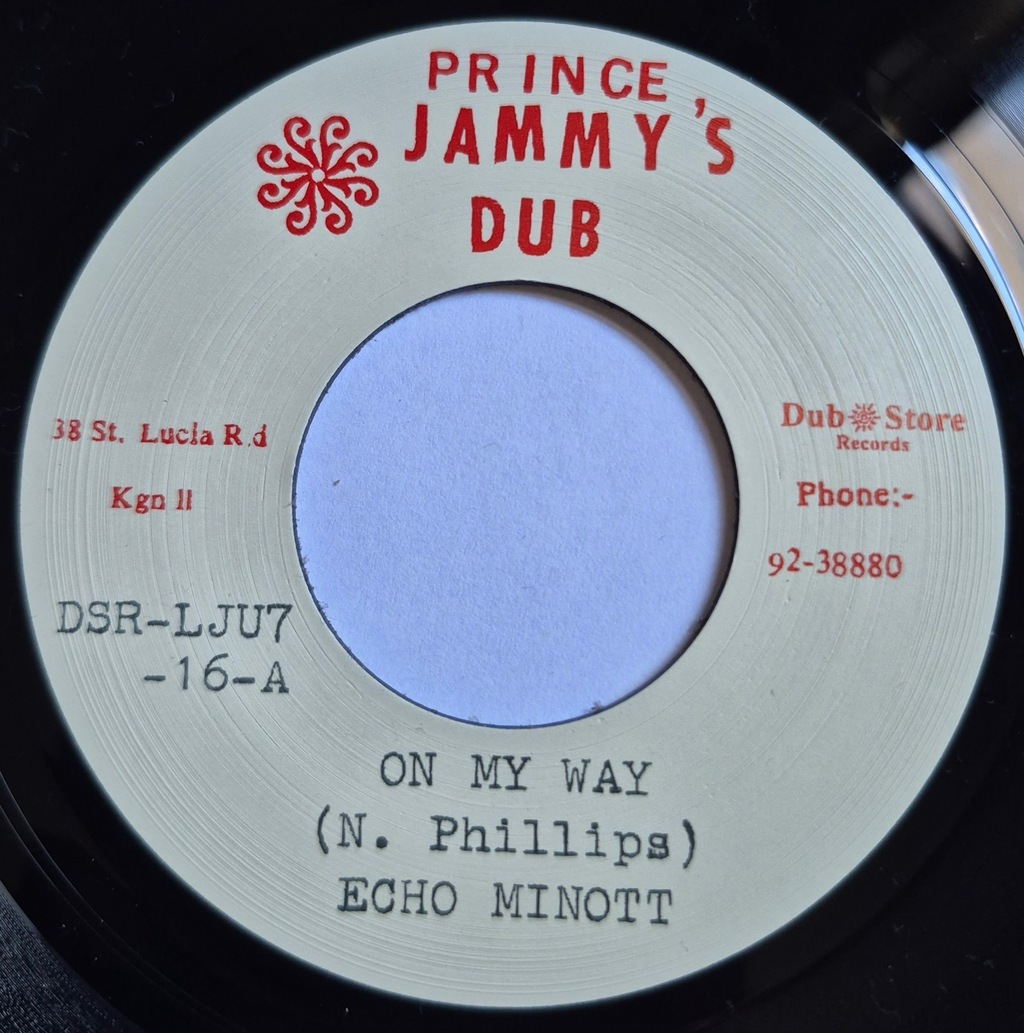 PRINCE
JAMMY'S
DUB
38 St. Lucia R.d
Kgn 11
Dub Store
Records
Phone:-
92-38880
DSR-LJU7
-16-A
ON MY WAY
(N. Phillips)
ECHO MINOTT